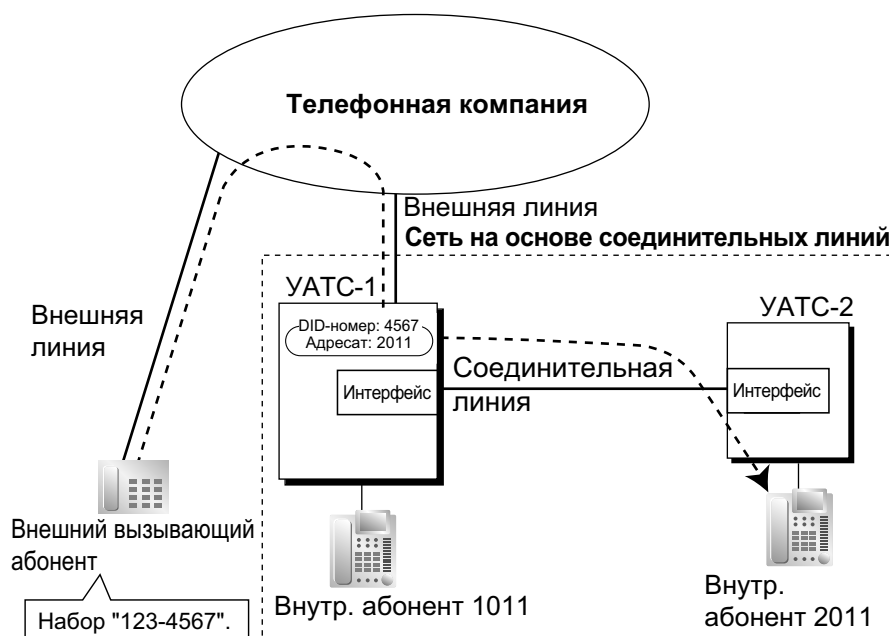 Телефонная компания
Внешняя линия
Сеть на основе соединительных линий
УАТС-1
УАТС-2
Внешняя
линия
DID-номер: 4567
Адресат: 2011
Соединительная
линия
Интерфейс
Интерфейс
Внешний вызывающий
абонент
Набор "123-4567".
Внутр. абонент 1011
Внутр.
абонент 2011